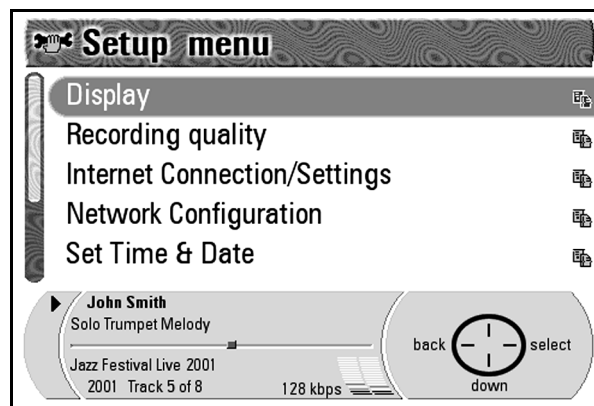 Setup menu
Display
Recording quality
Internet Connection/Settings
Network Configuration
Set Time & Date
John Smith
Solo Trumpet Melody
Jazz Festival Live 2001
2001 Track 5 of 8 128 kbps
back select
down